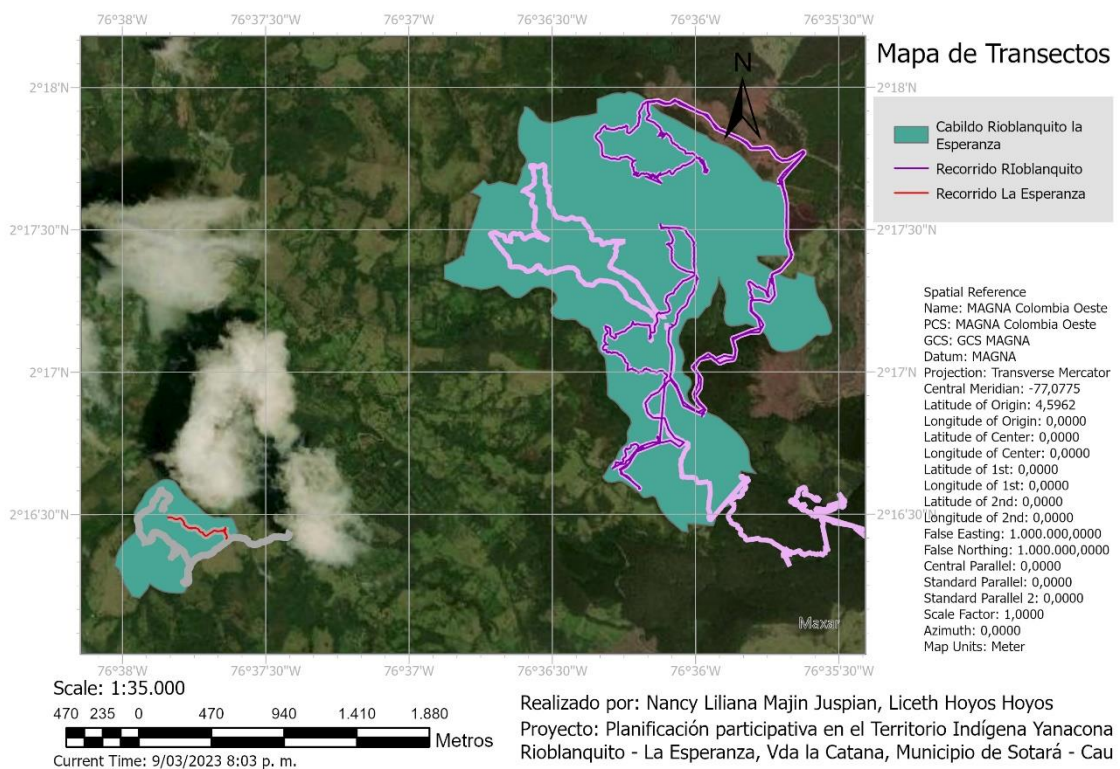 76°38'W 76°37'30"W 76°37'W 76°36'30"W 76°36'W 76°35'30"W
Mapa de Transectos
N
2°18'N 2°18'N
Cabildo Rioblanquito la
Esperanza
Recorrido RIoblanquito
Recorrido La Esperanza
2°17'30"N 2°17'30"N
Spatial Reference
Name: MAGNA Colombia Oeste
PCS: MAGNA Colombia Oeste
GCS: GCS MAGNA
Datum: MAGNA
Projection: Transverse Mercator
Central Meridian: -77,0775
Latitude of Origin: 4,5962
Longitude of Origin: 0,0000
Latitude of Center: 0,0000
Longitude of Center: 0,0000
Latitude of 1st: 0,0000
Longitude of 1st: 0,0000
Latitude of 2nd: 0,0000
Longitude of 2nd: 0,0000
False Easting: 1.000.000,0000
False Northing: 1.000.000,0000
Central Parallel: 0,0000
Standard Parallel: 0,0000
Standard Parallel 2: 0,0000
Scale Factor: 1,0000
Azimuth: 0,0000
Map Units: Meter
2°17'N 2°17'N
2°16'30"N 2°16'30"N
Maxar
76°38'W 76°37'30"W 76°37'W 76°36'30"W 76°36'W 76°35'30"W
Scale: 1:35.000
470 235 0 470 940 1.410 1.880
Metros
Current Time: 9/03/2023 8:03 p. m.
Realizado por: Nancy Liliana Majin Juspian, Liceth Hoyos Hoyos
Proyecto: Planificación participativa en el Territorio Indígena Yanacona
Rioblanquito - La Esperanza, Vda la Catana, Municipio de Sotará - Cau